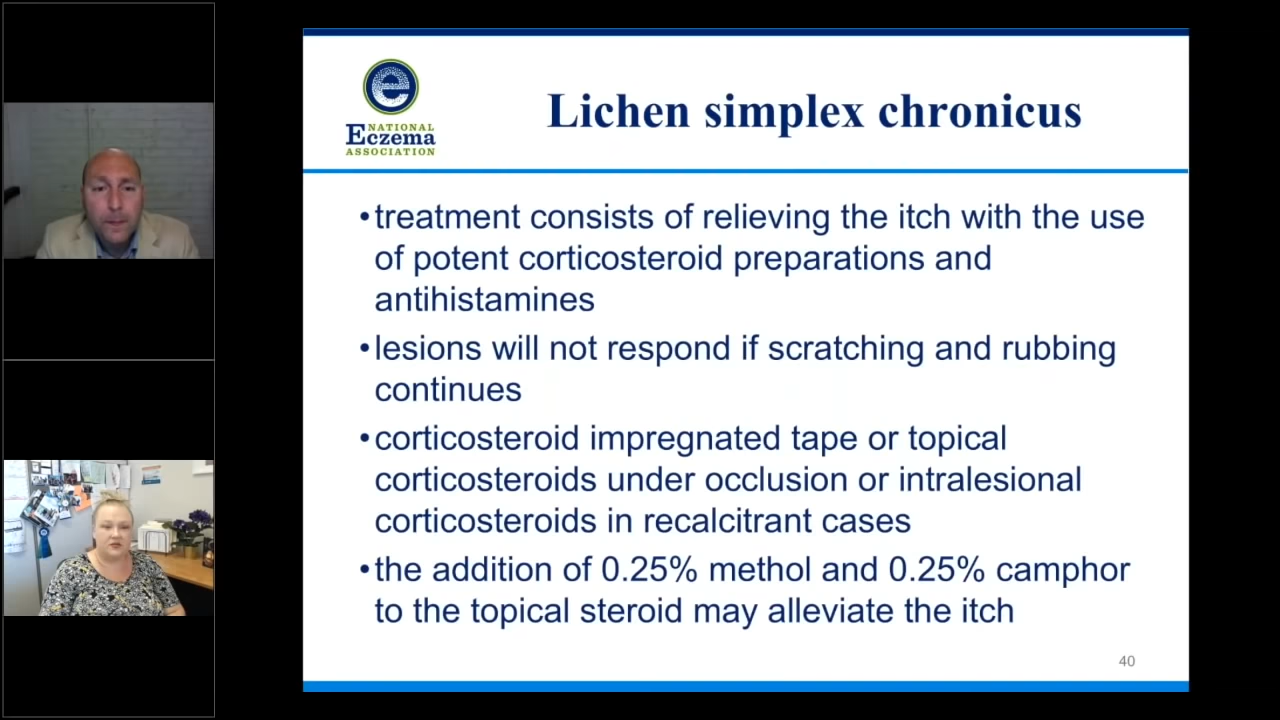 NATIONAL
Eczema
ASSOCIATION
Lichen simplex chronicus
•treatment consists of relieving the itch with the use
of potent corticosteroid preparations and
antihistamines
•lesions will not respond if scratching and rubbing
continues
•corticosteroid impregnated tape or topical
corticosteroids under occlusion or intralesional
corticosteroids in recalcitrant cases
•the addition of 0.25% methol and 0.25% camphor
to the topical steroid may alleviate the itch
40